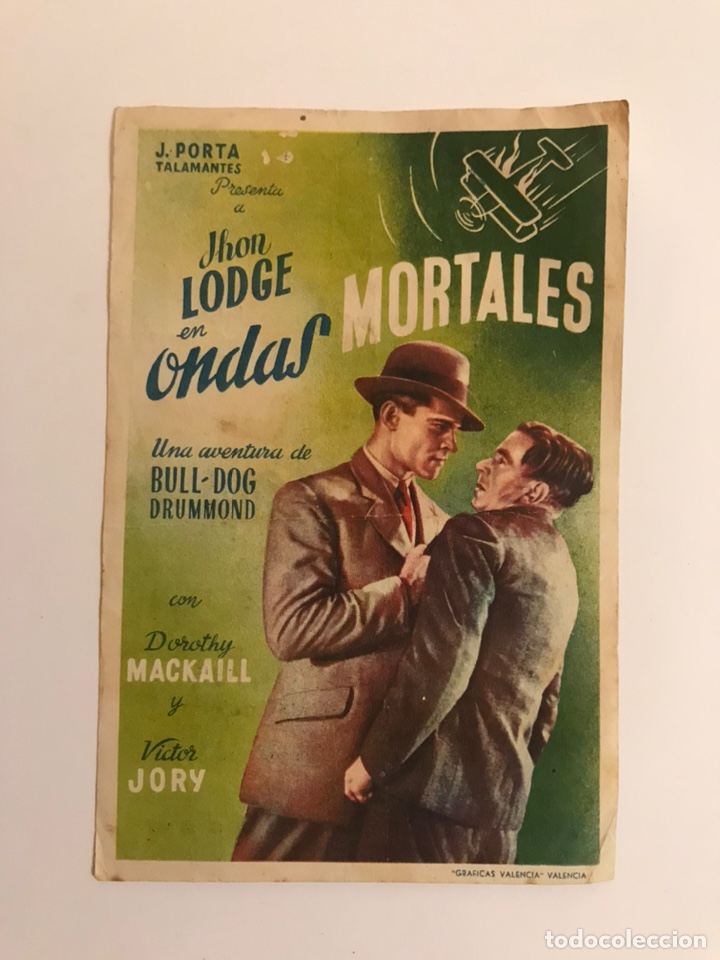 J. PORTA
TALAMANTES
Presenta
a
Jhon
LODGE
en
ondas
MORTALES
Una aventura de
BULL-DOG
DRUMMOND
con
Dorothy
MACKAILL
y
Victor
JORY
"GRAFICAS VALENCIA" VALENCIA
todocoleccion